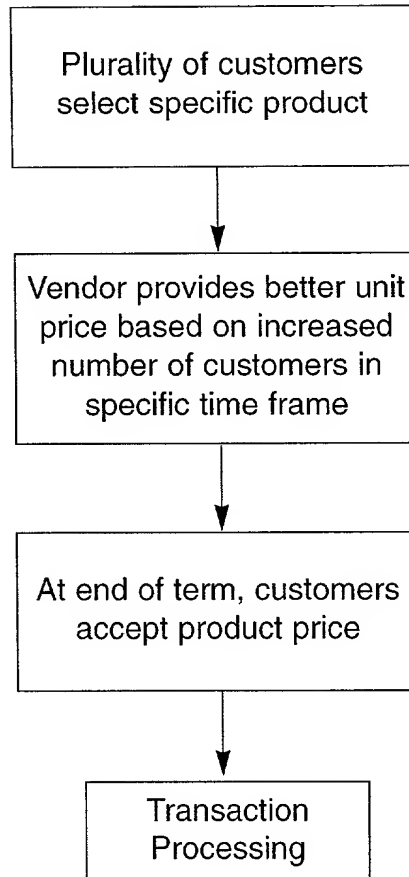 Plurality of customers
select specific product
Vendor provides better unit
price based on increased
number of customers in
specific time frame
At end of term, customers
accept product price
Transaction
Processing